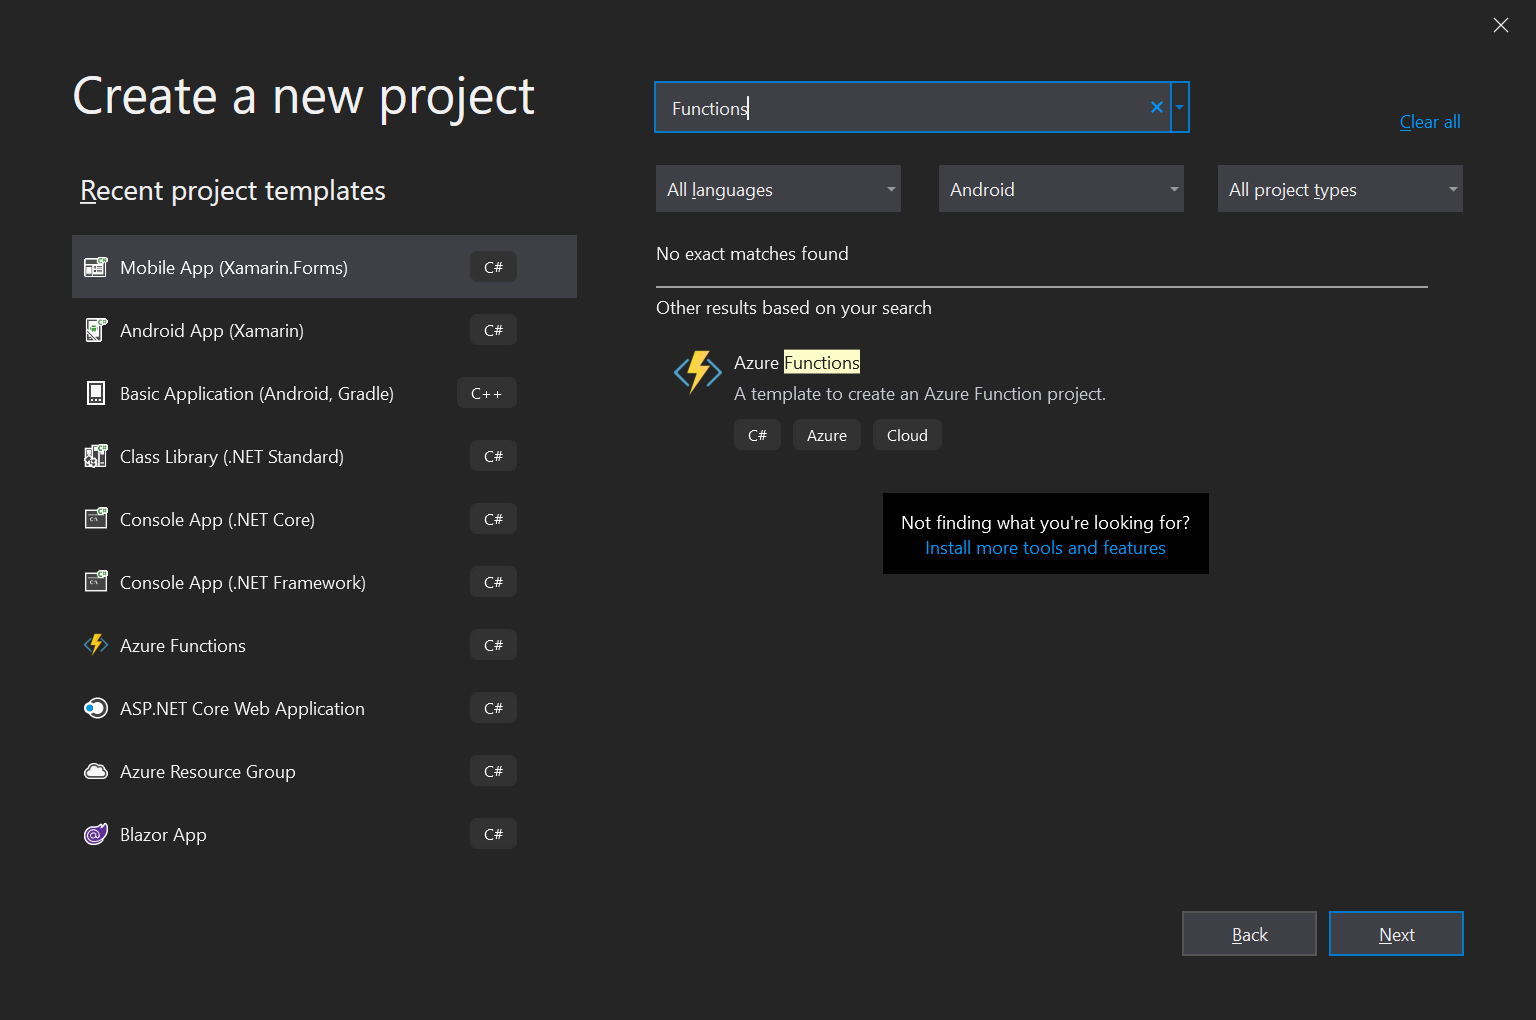 Create a new project
Recent project templates
Mobile App (Xamarin.Forms) C#
Android App (Xamarin) C#
Basic Application (Android, Gradle) C++
Class Library (.NET Standard) C#
Console App (.NET Core) C#
Console App (.NET Framework) C#
Azure Functions C#
ASP.NET Core Web Application C#
Azure Resource Group C#
Blazor App C#
Functions
Clear all
All languages Android All project types
No exact matches found
Other results based on your search
Azure Functions
A template to create an Azure Function project.
C# Azure Cloud
Not finding what you're looking for?
Install more tools and features
Back Next